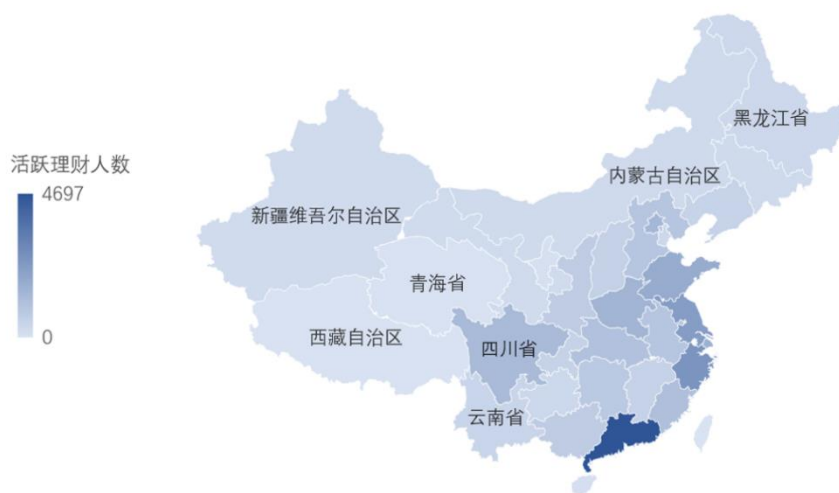 活跃理财人数
4697
0
黑龙江省
内蒙古自治区
新疆维吾尔自治区
青海省
西藏自治区
四川省
云南省